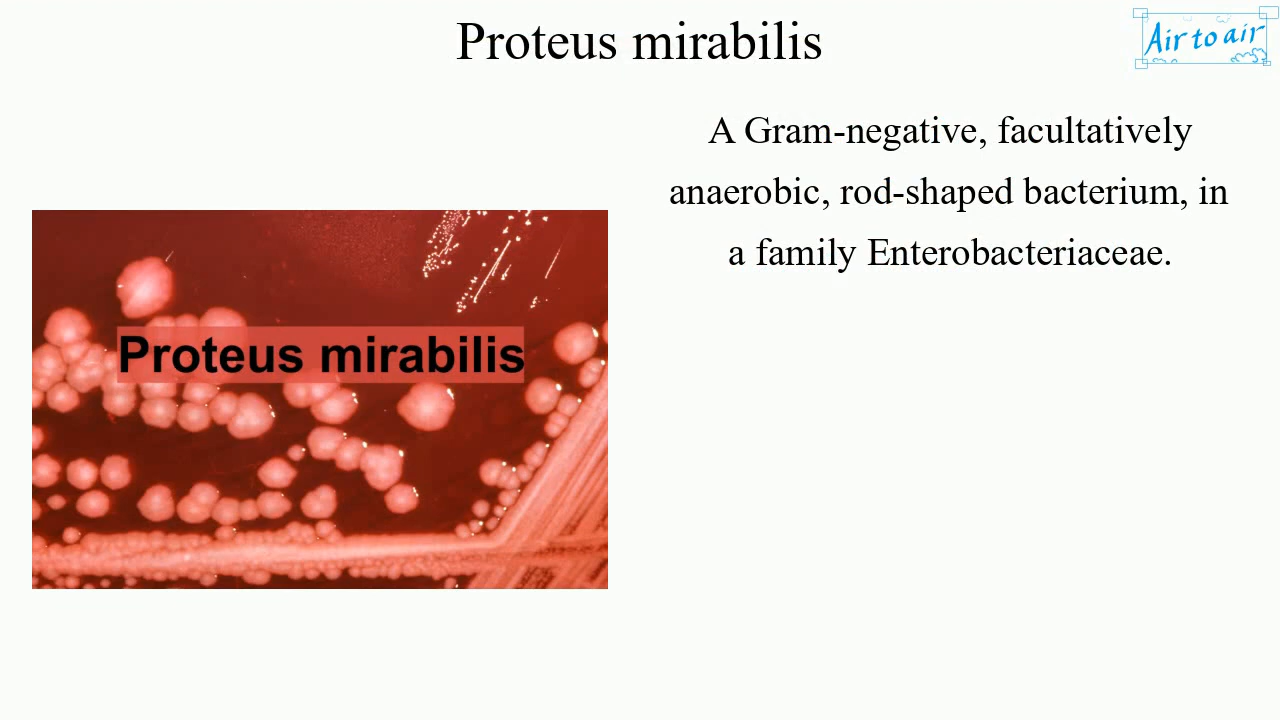 Proteus mirabilis
Air to air
A Gram-negative, facultatively
anaerobic, rod-shaped bacterium, in
a family Enterobacteriaceae.
Proteus mirabilis